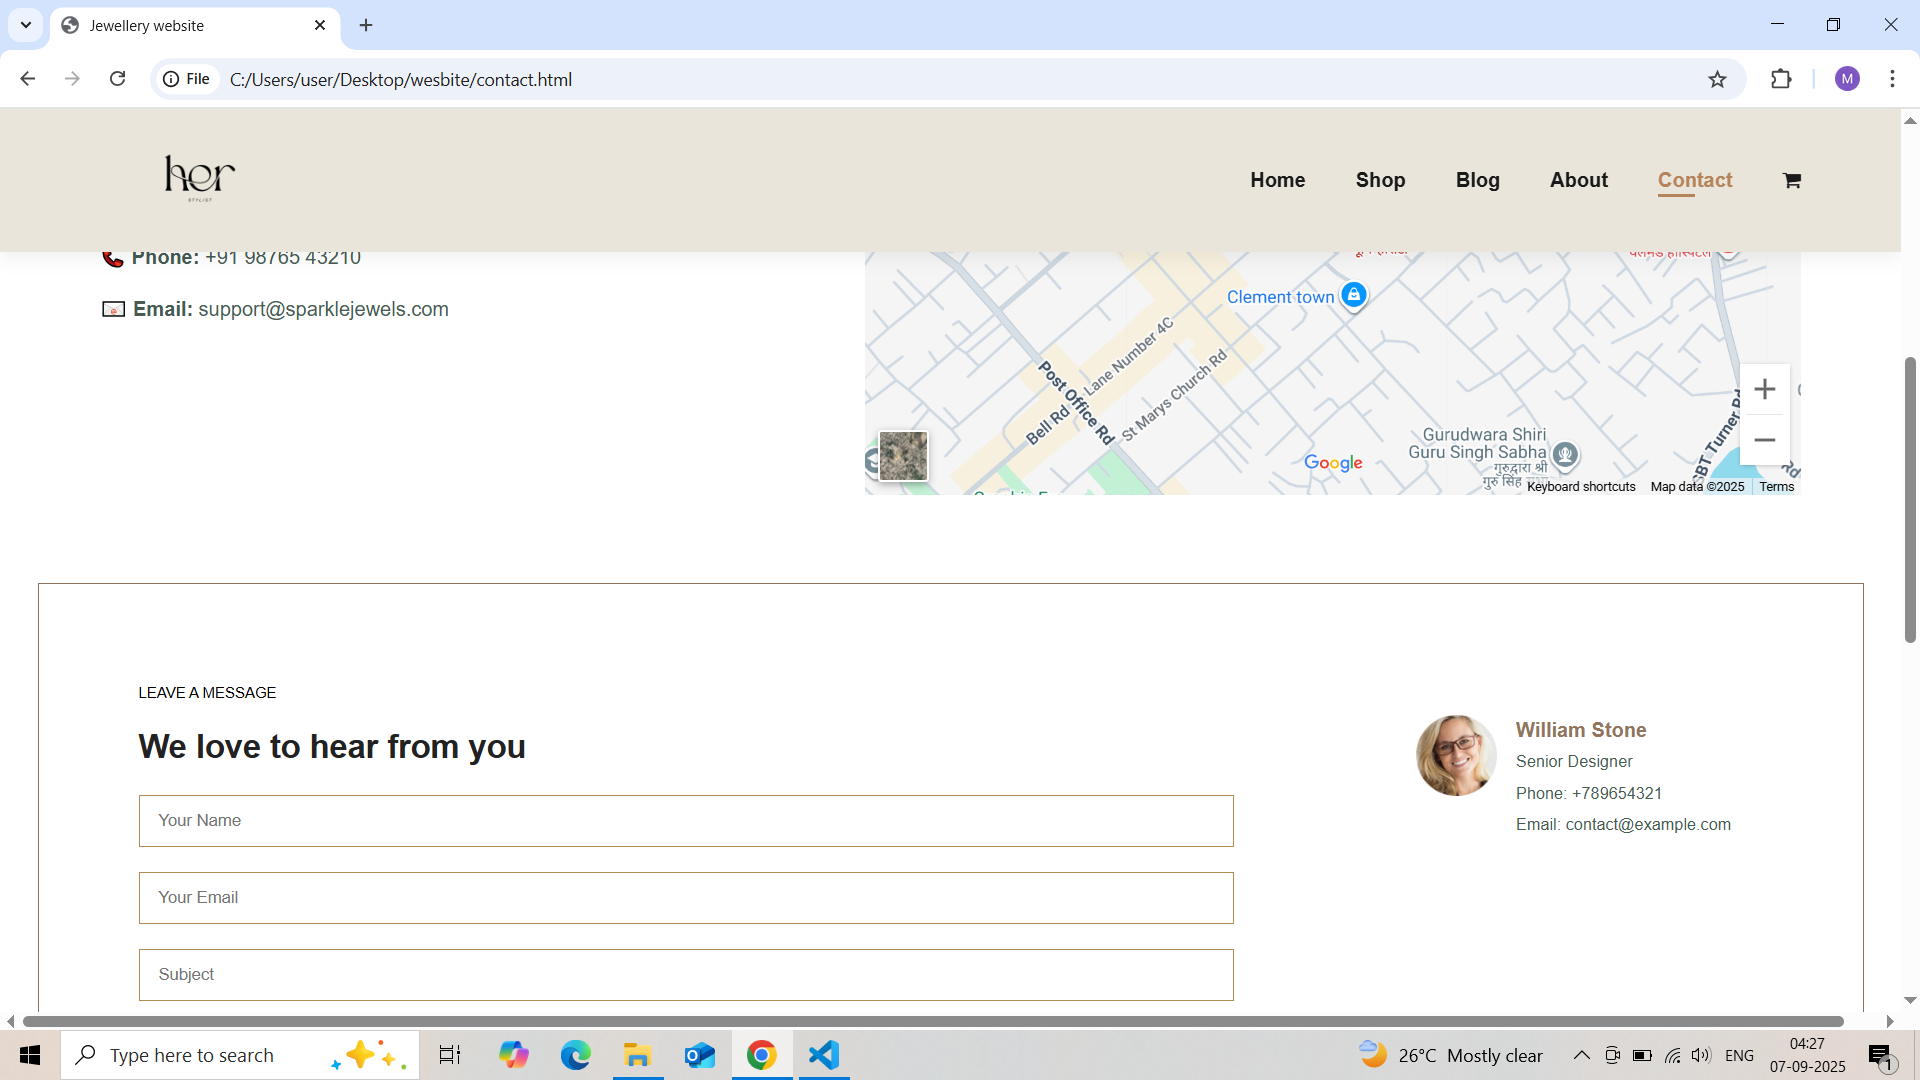 Jewellery website
File
C:/Users/user/Desktop/wesbite/contact.html
M
her
STYLIST
Home
Shop
Blog
About
Contact
Phone: +91 98765 43210
Email: support@sparklejewels.com
Clement town
Lane Number 4C
Post Office Rd
Bell Rd
St Marys Church Rd
SBT Turner Rd
Rd
Gurudwara Shiri
Guru Singh Sabha
गुरुद्वारा श्री
गुरु सिंह सभा
Google
Keyboard shortcuts
Map data ©2025
Terms
LEAVE A MESSAGE
We love to hear from you
Your Name
Your Email
Subject
William Stone
Senior Designer
Phone: +789654321
Email: contact@example.com
Type here to search
26°C Mostly clear
ENG
04:27
07-09-2025
1